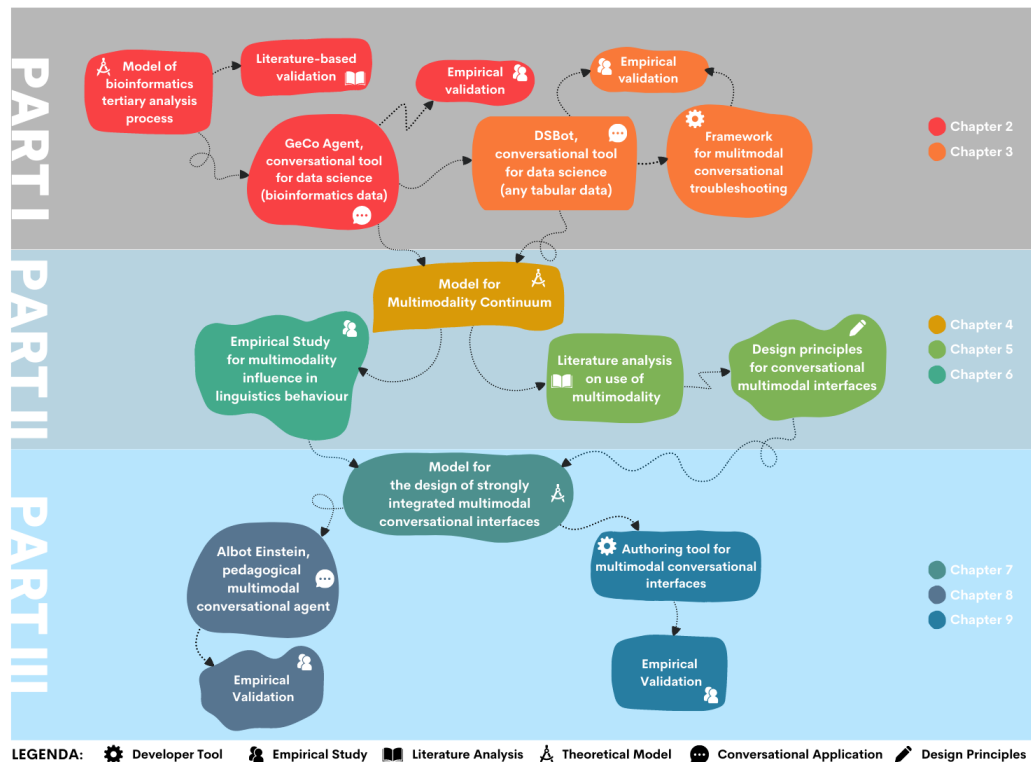 PART I
Model of
bioinformatics
tertiary analysis
process
Literature-based
validation
Empirical
validation
Empirical
validation
GeCo Agent,
conversational tool
for data science
(bioinformatics data)
DSBot,
conversational tool
for data science
(any tabular data)
Framework
for mulitmodal
conversational
troubleshooting
Chapter 2
Chapter 3
PART II
Model for
Multimodality Continuum
Empirical Study
for multimodality
influence in
linguistics behaviour
Literature analysis
on use of
multimodality
Design principles
for conversational
multimodal interfaces
Chapter 4
Chapter 5
Chapter 6
PART III
Model for
the design of strongly
integrated multimodal
conversational interfaces
Albot Einstein,
pedagogical
multimodal
conversational agent
Authoring tool for
multimodal conversational
interfaces
Empirical
Validation
Empirical
Validation
Chapter 7
Chapter 8
Chapter 9
LEGENDA: Developer Tool Empirical Study Literature Analysis Theoretical Model Conversational Application Design Principles